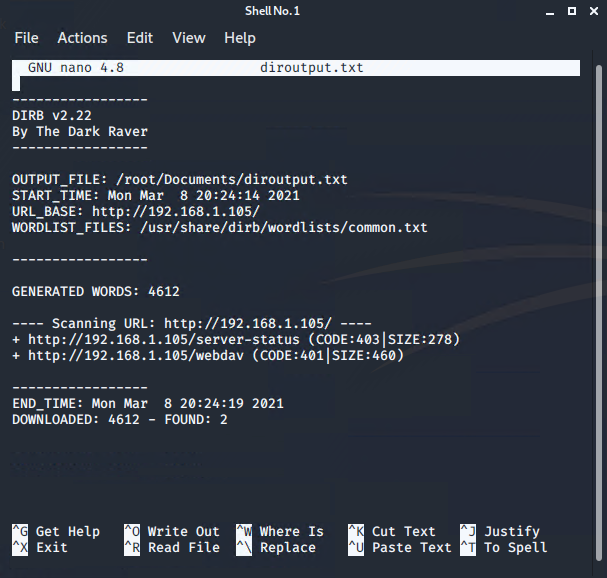 Shell No. 1
File Actions Edit View Help
GNU nano 4.8 diroutput.txt
-----------------
DIRB v2.22
By The Dark Raver
-----------------
OUTPUT_FILE: /root/Documents/diroutput.txt
START_TIME: Mon Mar  8 20:24:14 2021
URL_BASE: http://192.168.1.105/
WORDLIST_FILES: /usr/share/dirb/wordlists/common.txt
-----------------
GENERATED WORDS: 4612
---- Scanning URL: http://192.168.1.105/ ----
+ http://192.168.1.105/server-status (CODE:403|SIZE:278)
+ http://192.168.1.105/webdav (CODE:401|SIZE:460)
-----------------
END_TIME: Mon Mar  8 20:24:19 2021
DOWNLOADED: 4612 - FOUND: 2
^G Get Help ^O Write Out ^W Where Is ^K Cut Text ^J Justify
^X Exit ^R Read File ^\ Replace ^U Paste Text ^T To Spell